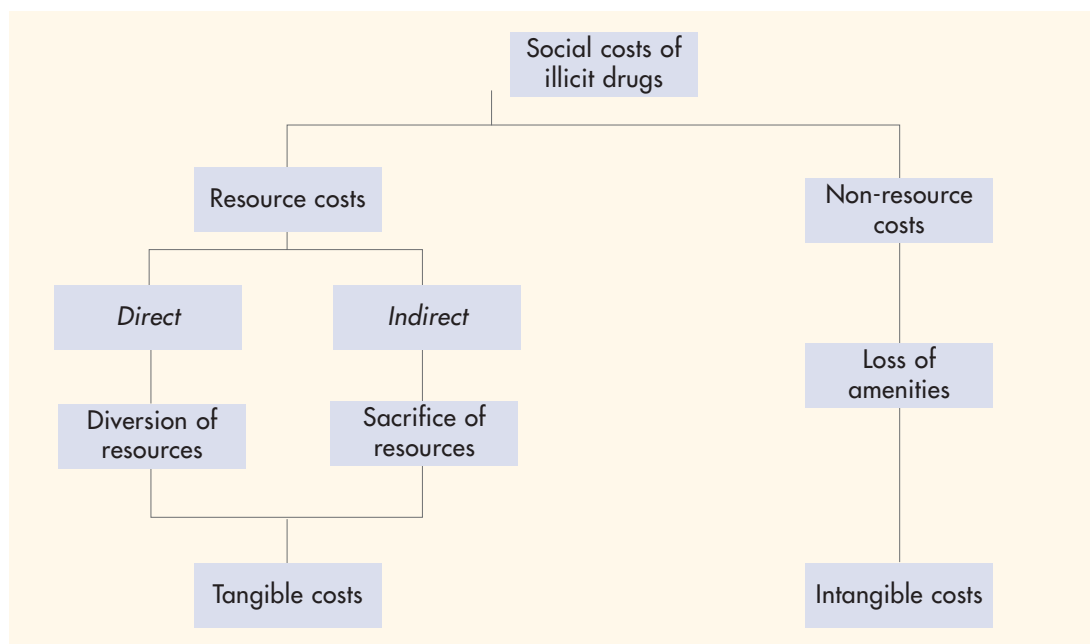 Social costs of
illicit drugs
Resource costs
Non-resource
costs
Direct
Indirect
Loss of
amenities
Diversion of
resources
Sacrifice of
resources
Tangible costs
Intangible costs